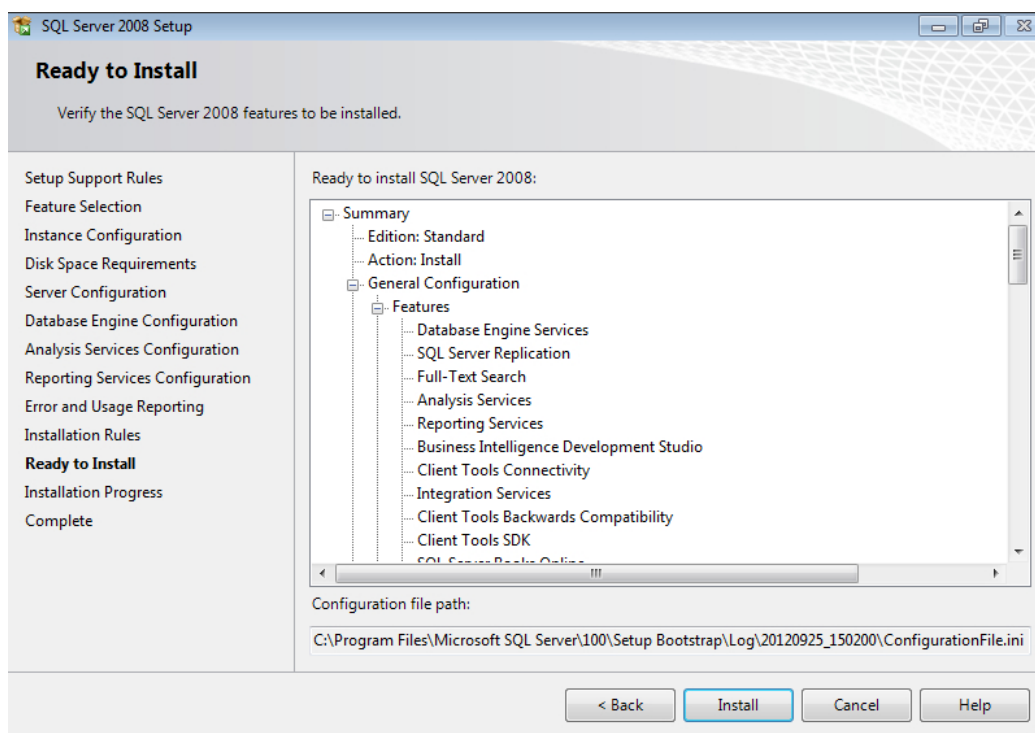 SQL Server 2008 Setup
Ready to Install
Verify the SQL Server 2008 features to be installed.
Setup Support Rules
Feature Selection
Instance Configuration
Disk Space Requirements
Server Configuration
Database Engine Configuration
Analysis Services Configuration
Reporting Services Configuration
Error and Usage Reporting
Installation Rules
Ready to Install
Installation Progress
Complete
Ready to install SQL Server 2008:
Summary
Edition: Standard
Action: Install
General Configuration
Features
Database Engine Services
SQL Server Replication
Full-Text Search
Analysis Services
Reporting Services
Business Intelligence Development Studio
Client Tools Connectivity
Integration Services
Client Tools Backwards Compatibility
Client Tools SDK
SQL Server Books Online
Configuration file path:
C:\Program Files\Microsoft SQL Server\100\Setup Bootstrap\Log\20120925_150200\ConfigurationFile.ini
< Back
Install
Cancel
Help